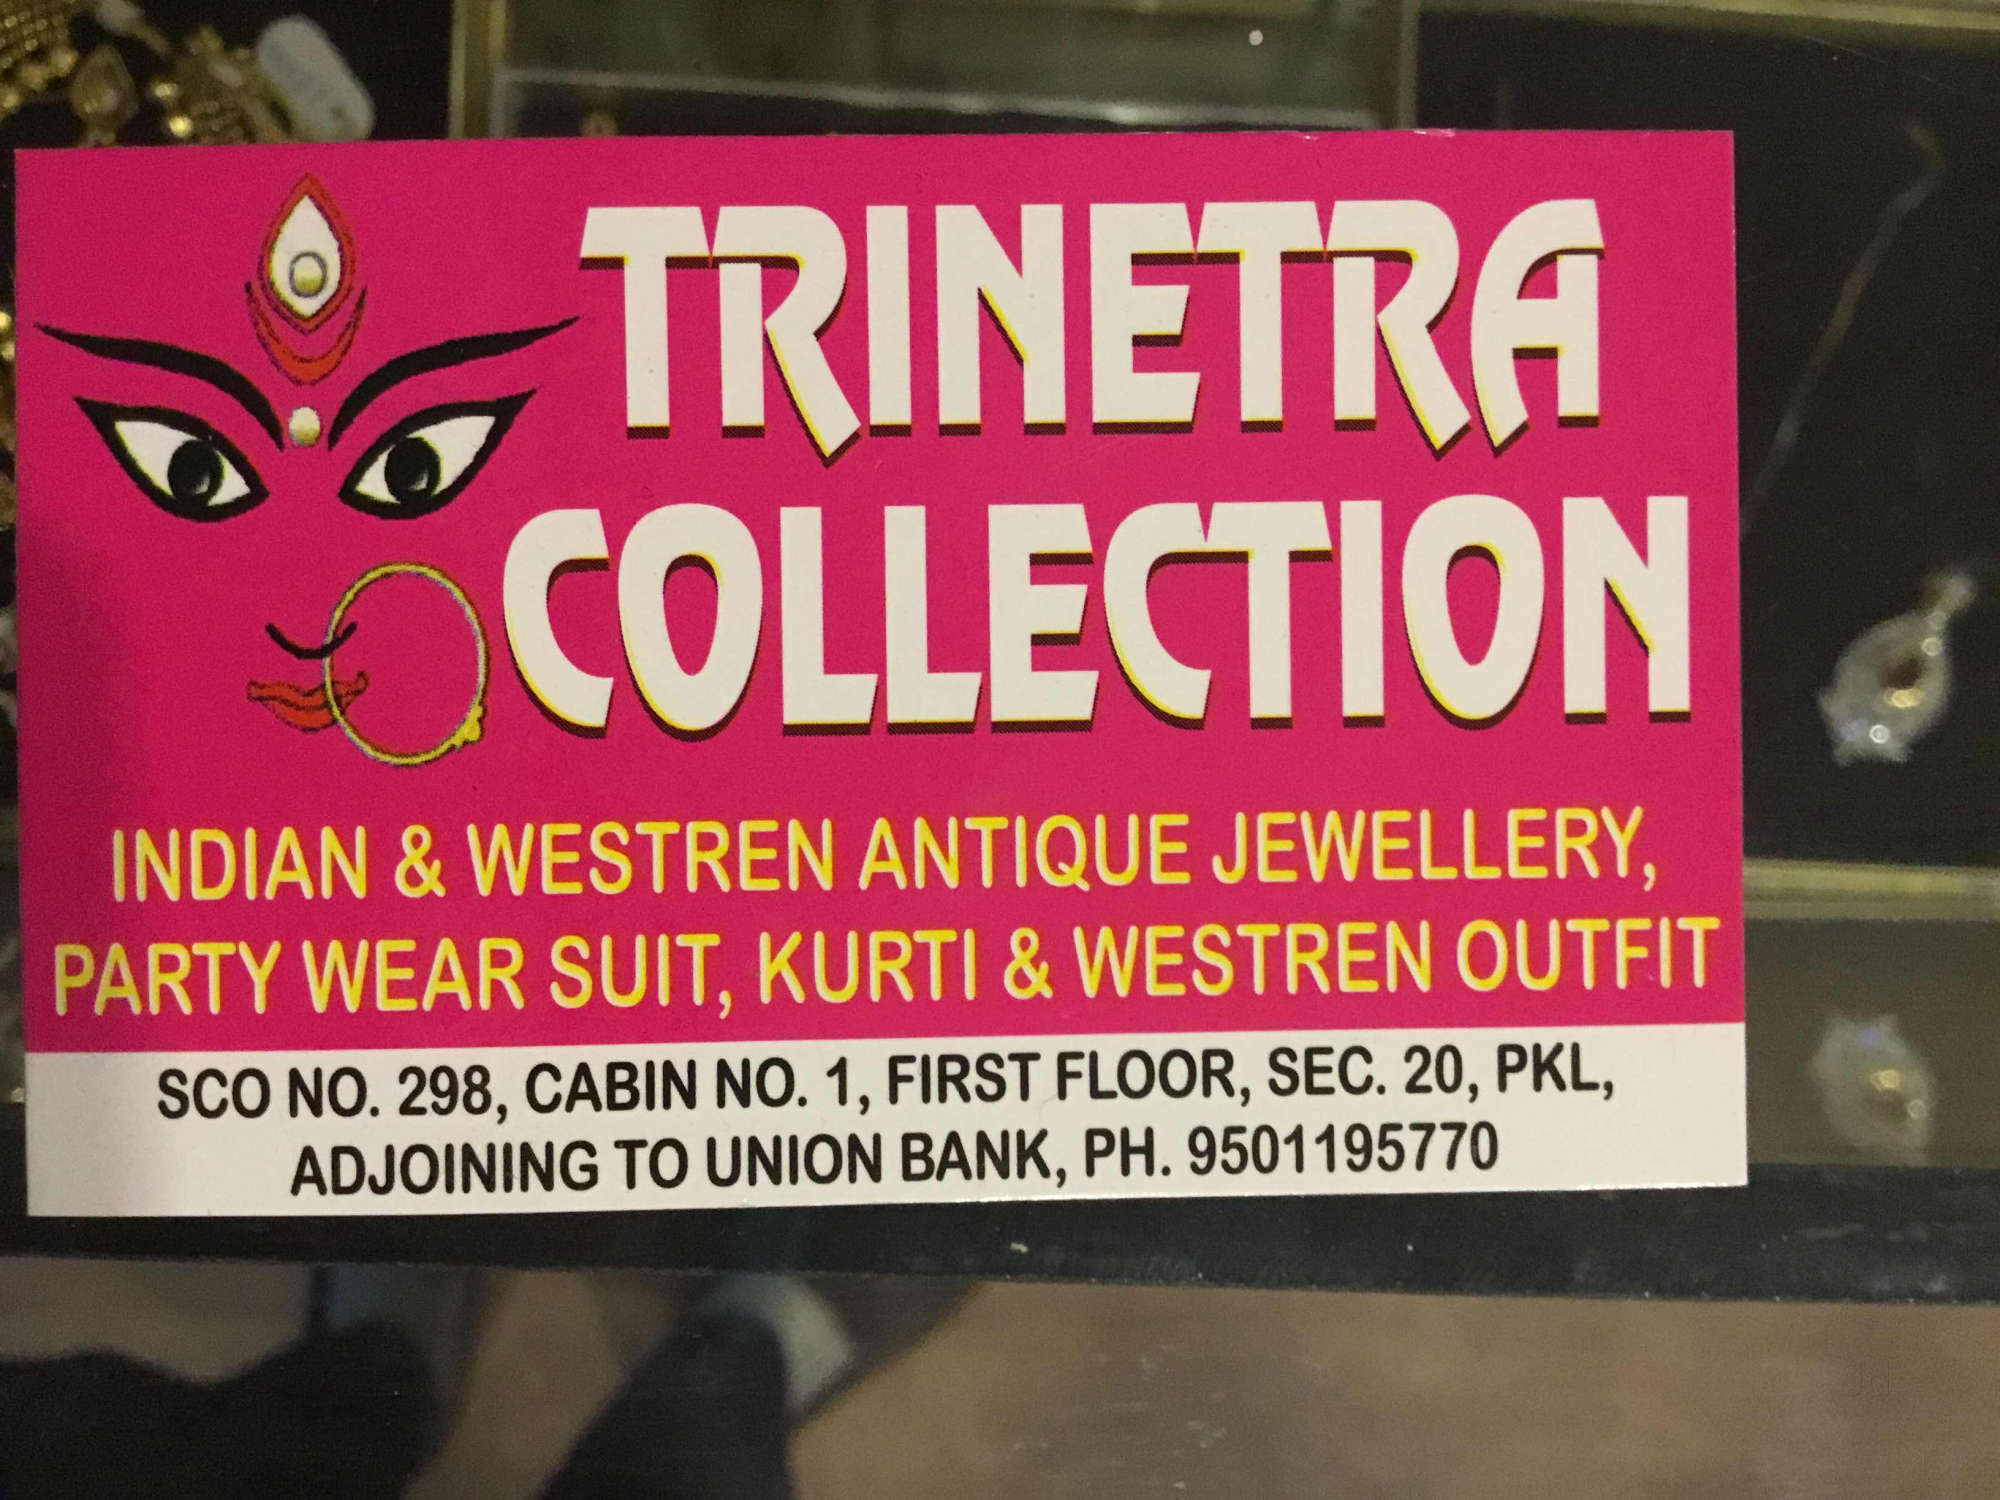 TRINETRA
COLLECTION
INDIAN & WESTREN ANTIQUE JEWELLERY,
PARTY WEAR SUIT, KURTI & WESTREN OUTFIT
SCO NO. 298, CABIN NO. 1, FIRST FLOOR, SEC. 20, PKL,
ADJOINING TO UNION BANK, PH. 9501195770